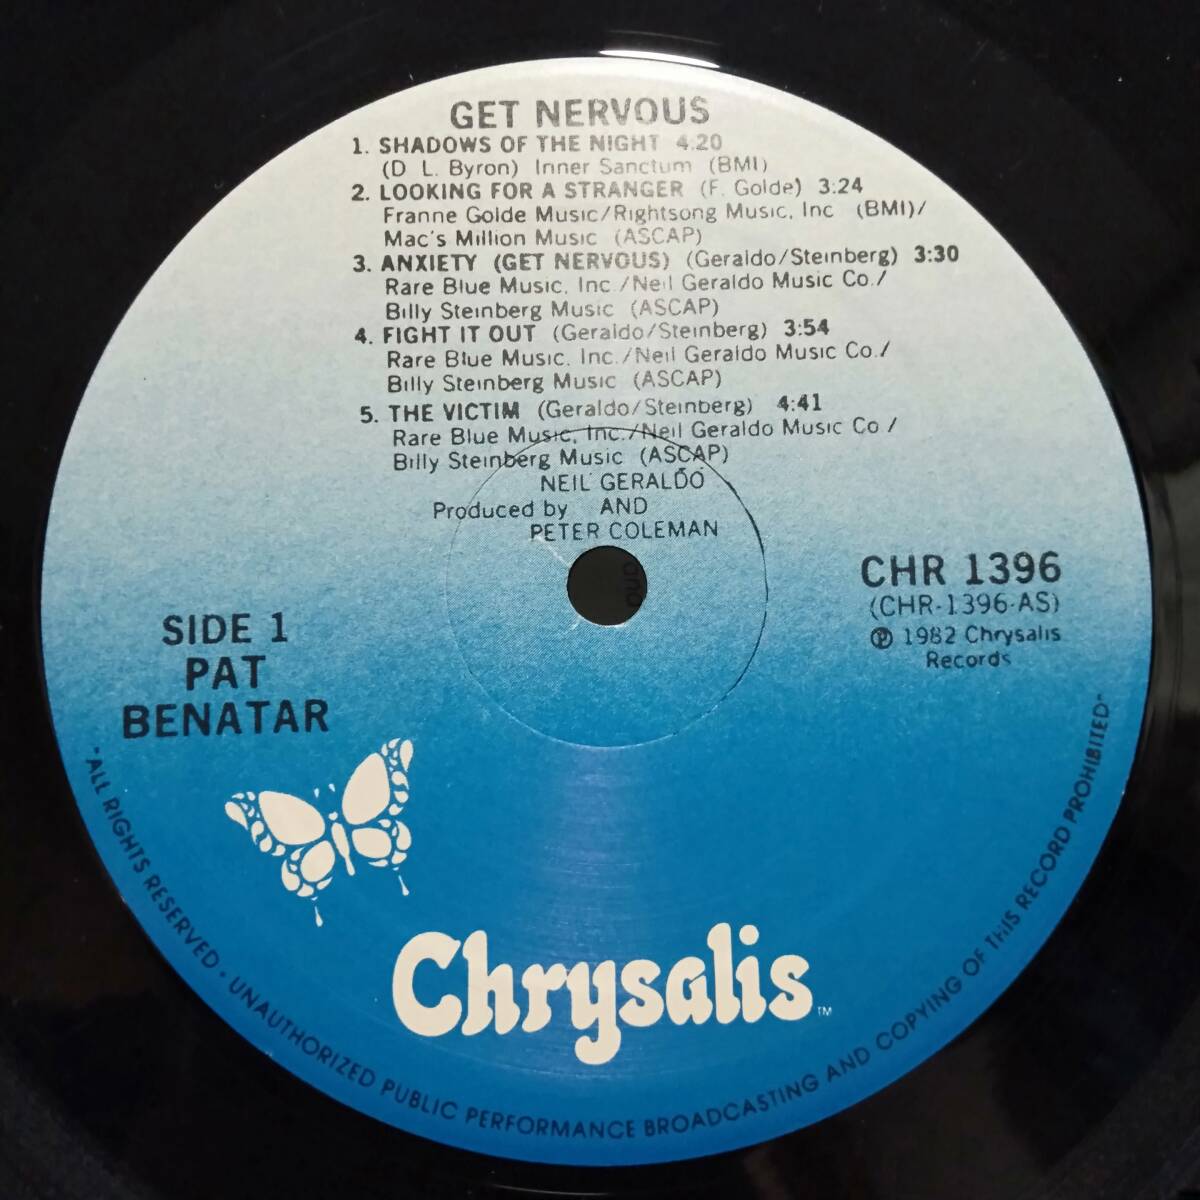 GET NERVOUS
1. SHADOWS OF THE NIGHT 4:20
(D L. Byron) Inner Sanctum (BMI)
2. LOOKING FOR A STRANGER (F. Golde) 3:24
Franne Golde Music/Rightsong Music, Inc (BMI)/
Mac's Million Music (ASCAP)
3. ANXIETY (GET NERVOUS) (Geraldo/Steinberg) 3:30
Rare Blue Music, Inc./Neil Geraldo Music Co./
Billy Steinberg Music (ASCAP)
4. FIGHT IT OUT (Geraldo/Steinberg) 3:54
Rare Blue Music, Inc./Neil Geraldo Music Co./
Billy Steinberg Music (ASCAP)
5. THE VICTIM (Geraldo/Steinberg) 4:41
Rare Blue Music, Inc./Neil Geraldo Music Co /
Billy Steinberg Music (ASCAP)
NEIL GERALDO
Produced by AND
PETER COLEMAN
CHR 1396
(CHR-1396-AS)
℗ 1982 Chrysalis
Records
SIDE 1
PAT
BENATAR
Chrysalis™
"ALL RIGHTS RESERVED · UNAUTHORIZED PUBLIC PERFORMANCE BROADCASTING AND COPYING OF THIS RECORD PROHIBITED"